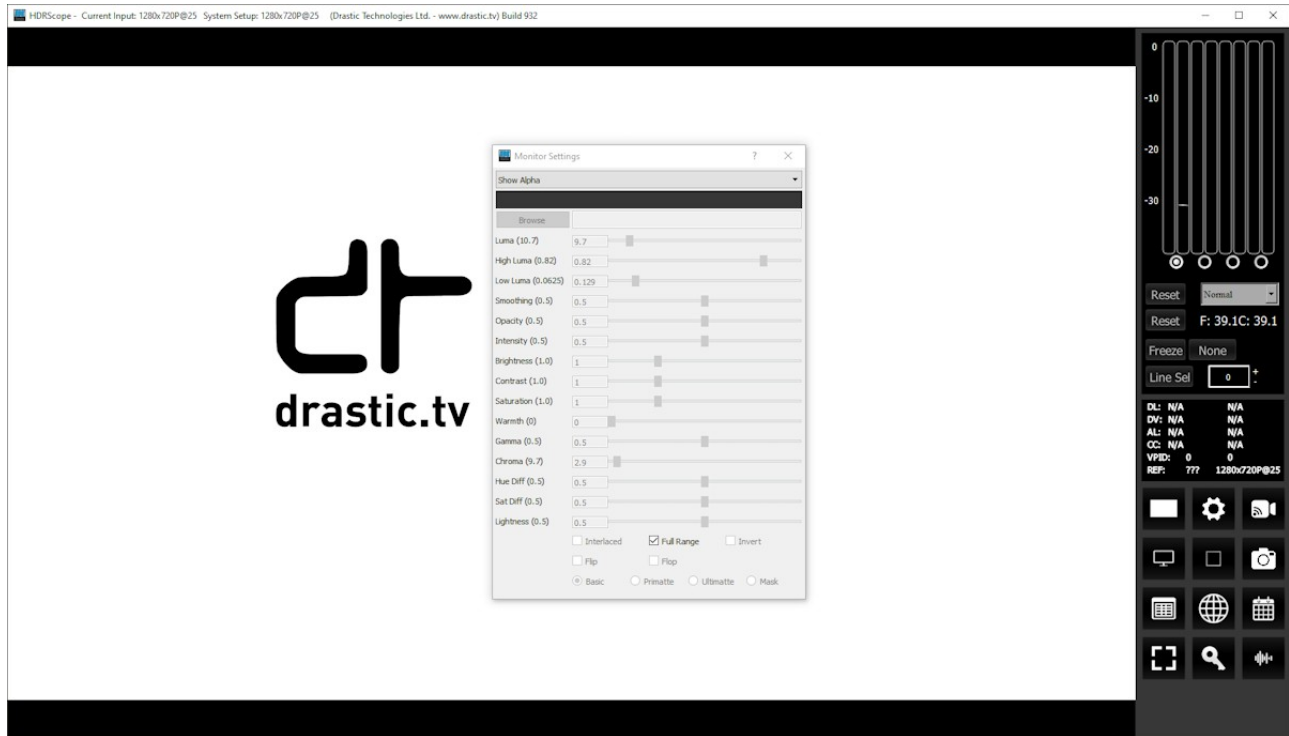 HDRScope - Current Input: 1280x720P@25 System Setup: 1280x720P@25 (Drastic Technologies Ltd. - www.drastic.tv) Build 932
drastic.tv
Monitor Settings ?
Show Alpha
Browse
Luma (10.7) 9.7
High Luma (0.82) 0.82
Low Luma (0.0625) 0.129
Smoothing (0.5) 0.5
Opacity (0.5) 0.5
Intensity (0.5) 0.5
Brightness (1.0) 1
Contrast (1.0) 1
Saturation (1.0) 1
Warmth (0) 0
Gamma (0.5) 0.5
Chroma (9.7) 2.9
Hue Diff (0.5) 0.5
Sat Diff (0.5) 0.5
Lightness (0.5) 0.5
Interlaced Full Range Invert
Flip Flop
Basic Primatte Ultimatte Mask
0
-10
-20
-30
Reset Normal
Reset F: 39.1C: 39.1
Freeze None
Line Sel 0 + -
DL: N/A N/A
DV: N/A N/A
AL: N/A N/A
CC: N/A N/A
VPID: 0 0
REF: ??? 1280x720P@25